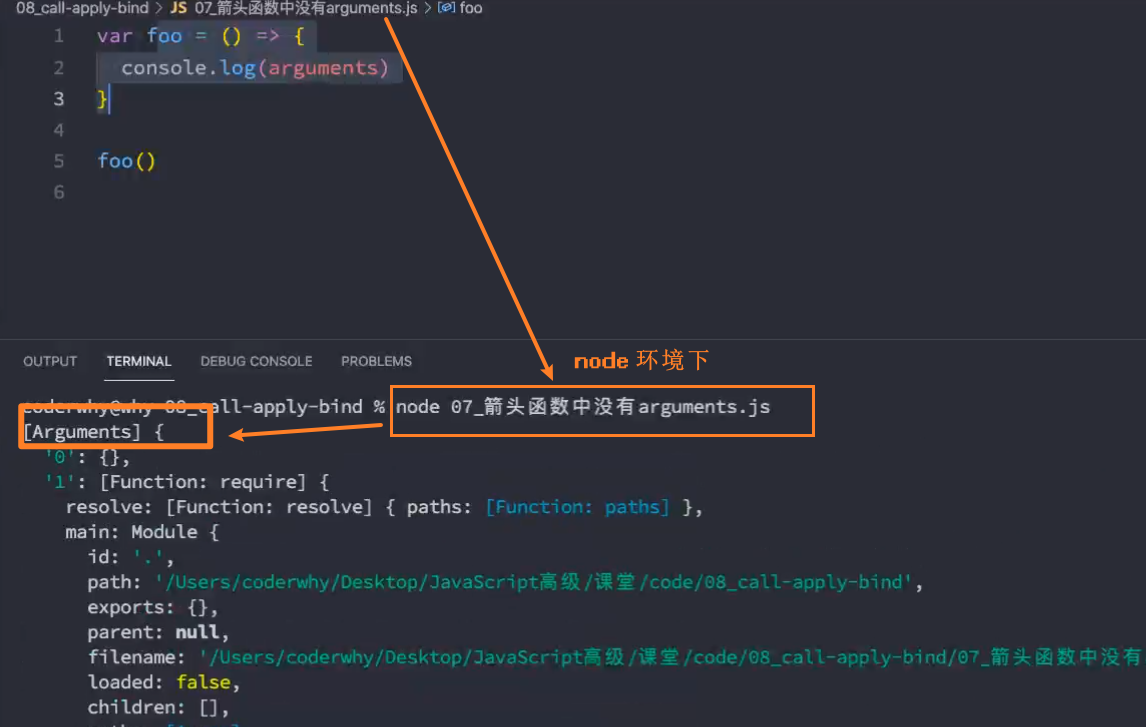 08_call-apply-bind > JS 07_箭头函数中没有arguments.js > foo
1 var foo = () => {
2 console.log(arguments)
3 }
4
5 foo()
6
OUTPUT TERMINAL DEBUG CONSOLE PROBLEMS
node 环境下
coderwhy@why 08_call-apply-bind % node 07_箭头函数中没有arguments.js
[Arguments] {
'0': {},
'1': [Function: require] {
resolve: [Function: resolve] { paths: [Function: paths] },
main: Module {
id: '.',
path: '/Users/coderwhy/Desktop/JavaScript高级/课堂/code/08_call-apply-bind',
exports: {},
parent: null,
filename: '/Users/coderwhy/Desktop/JavaScript高级/课堂/code/08_call-apply-bind/07_箭头函数中没有
loaded: false,
children: [],